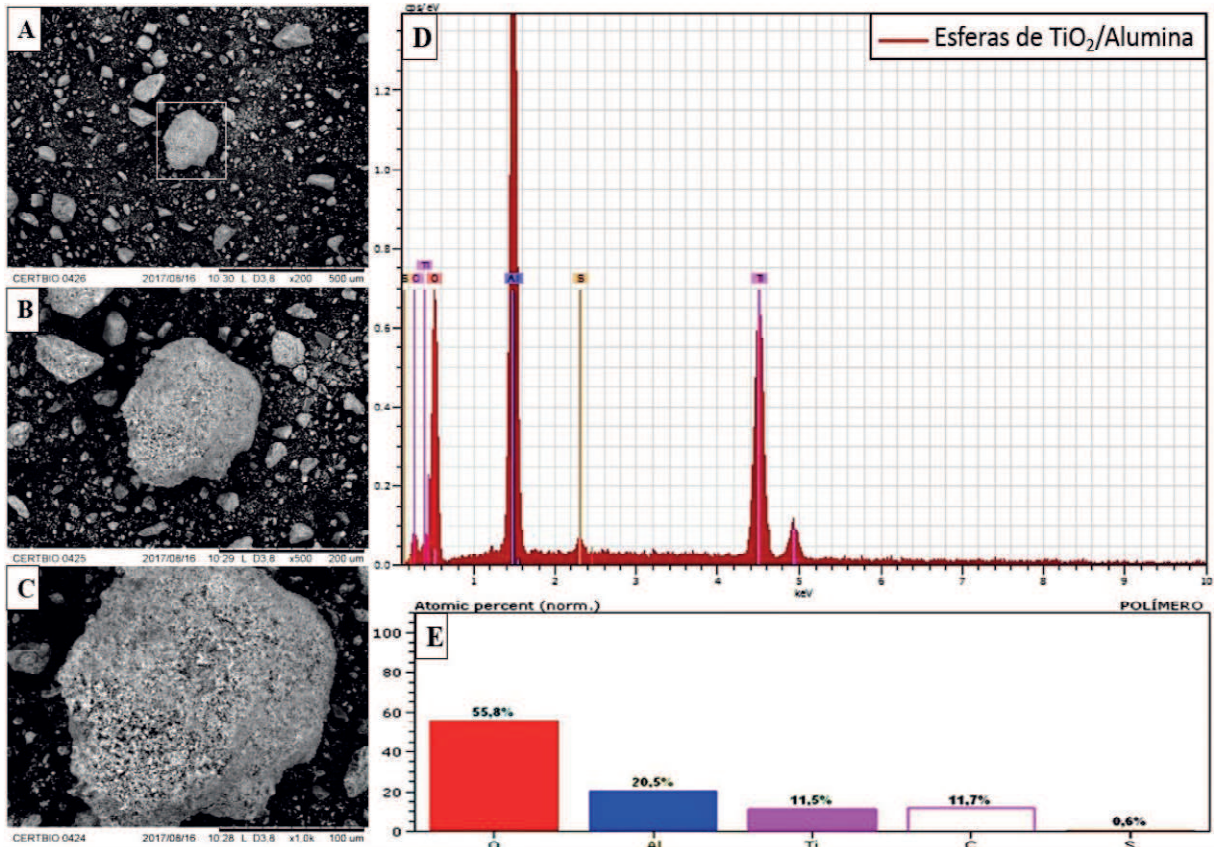 A
CERTBIO 0426 2017/08/16 10:30 L D3,8 x200 500 um
B
CERTBIO 0425 2017/08/16 10:29 L D3,8 x500 200 um
C
CERTBIO 0424 2017/08/16 10:28 L D3,8 x1,0k 100 um
cps/eV
D
Esferas de TiO₂/Alumina
1.2
1.0
0.8
Ti
S C O Al S Ti
0.6
0.4
0.2
0.0
1 2 3 4 5 6 7 8 9 10
keV
Atomic percent (norm.) POLÍMERO
E
100
80
60
40
20
0
55,8%
20,5%
11,5%
11,7%
0,6%
O Al Ti C S